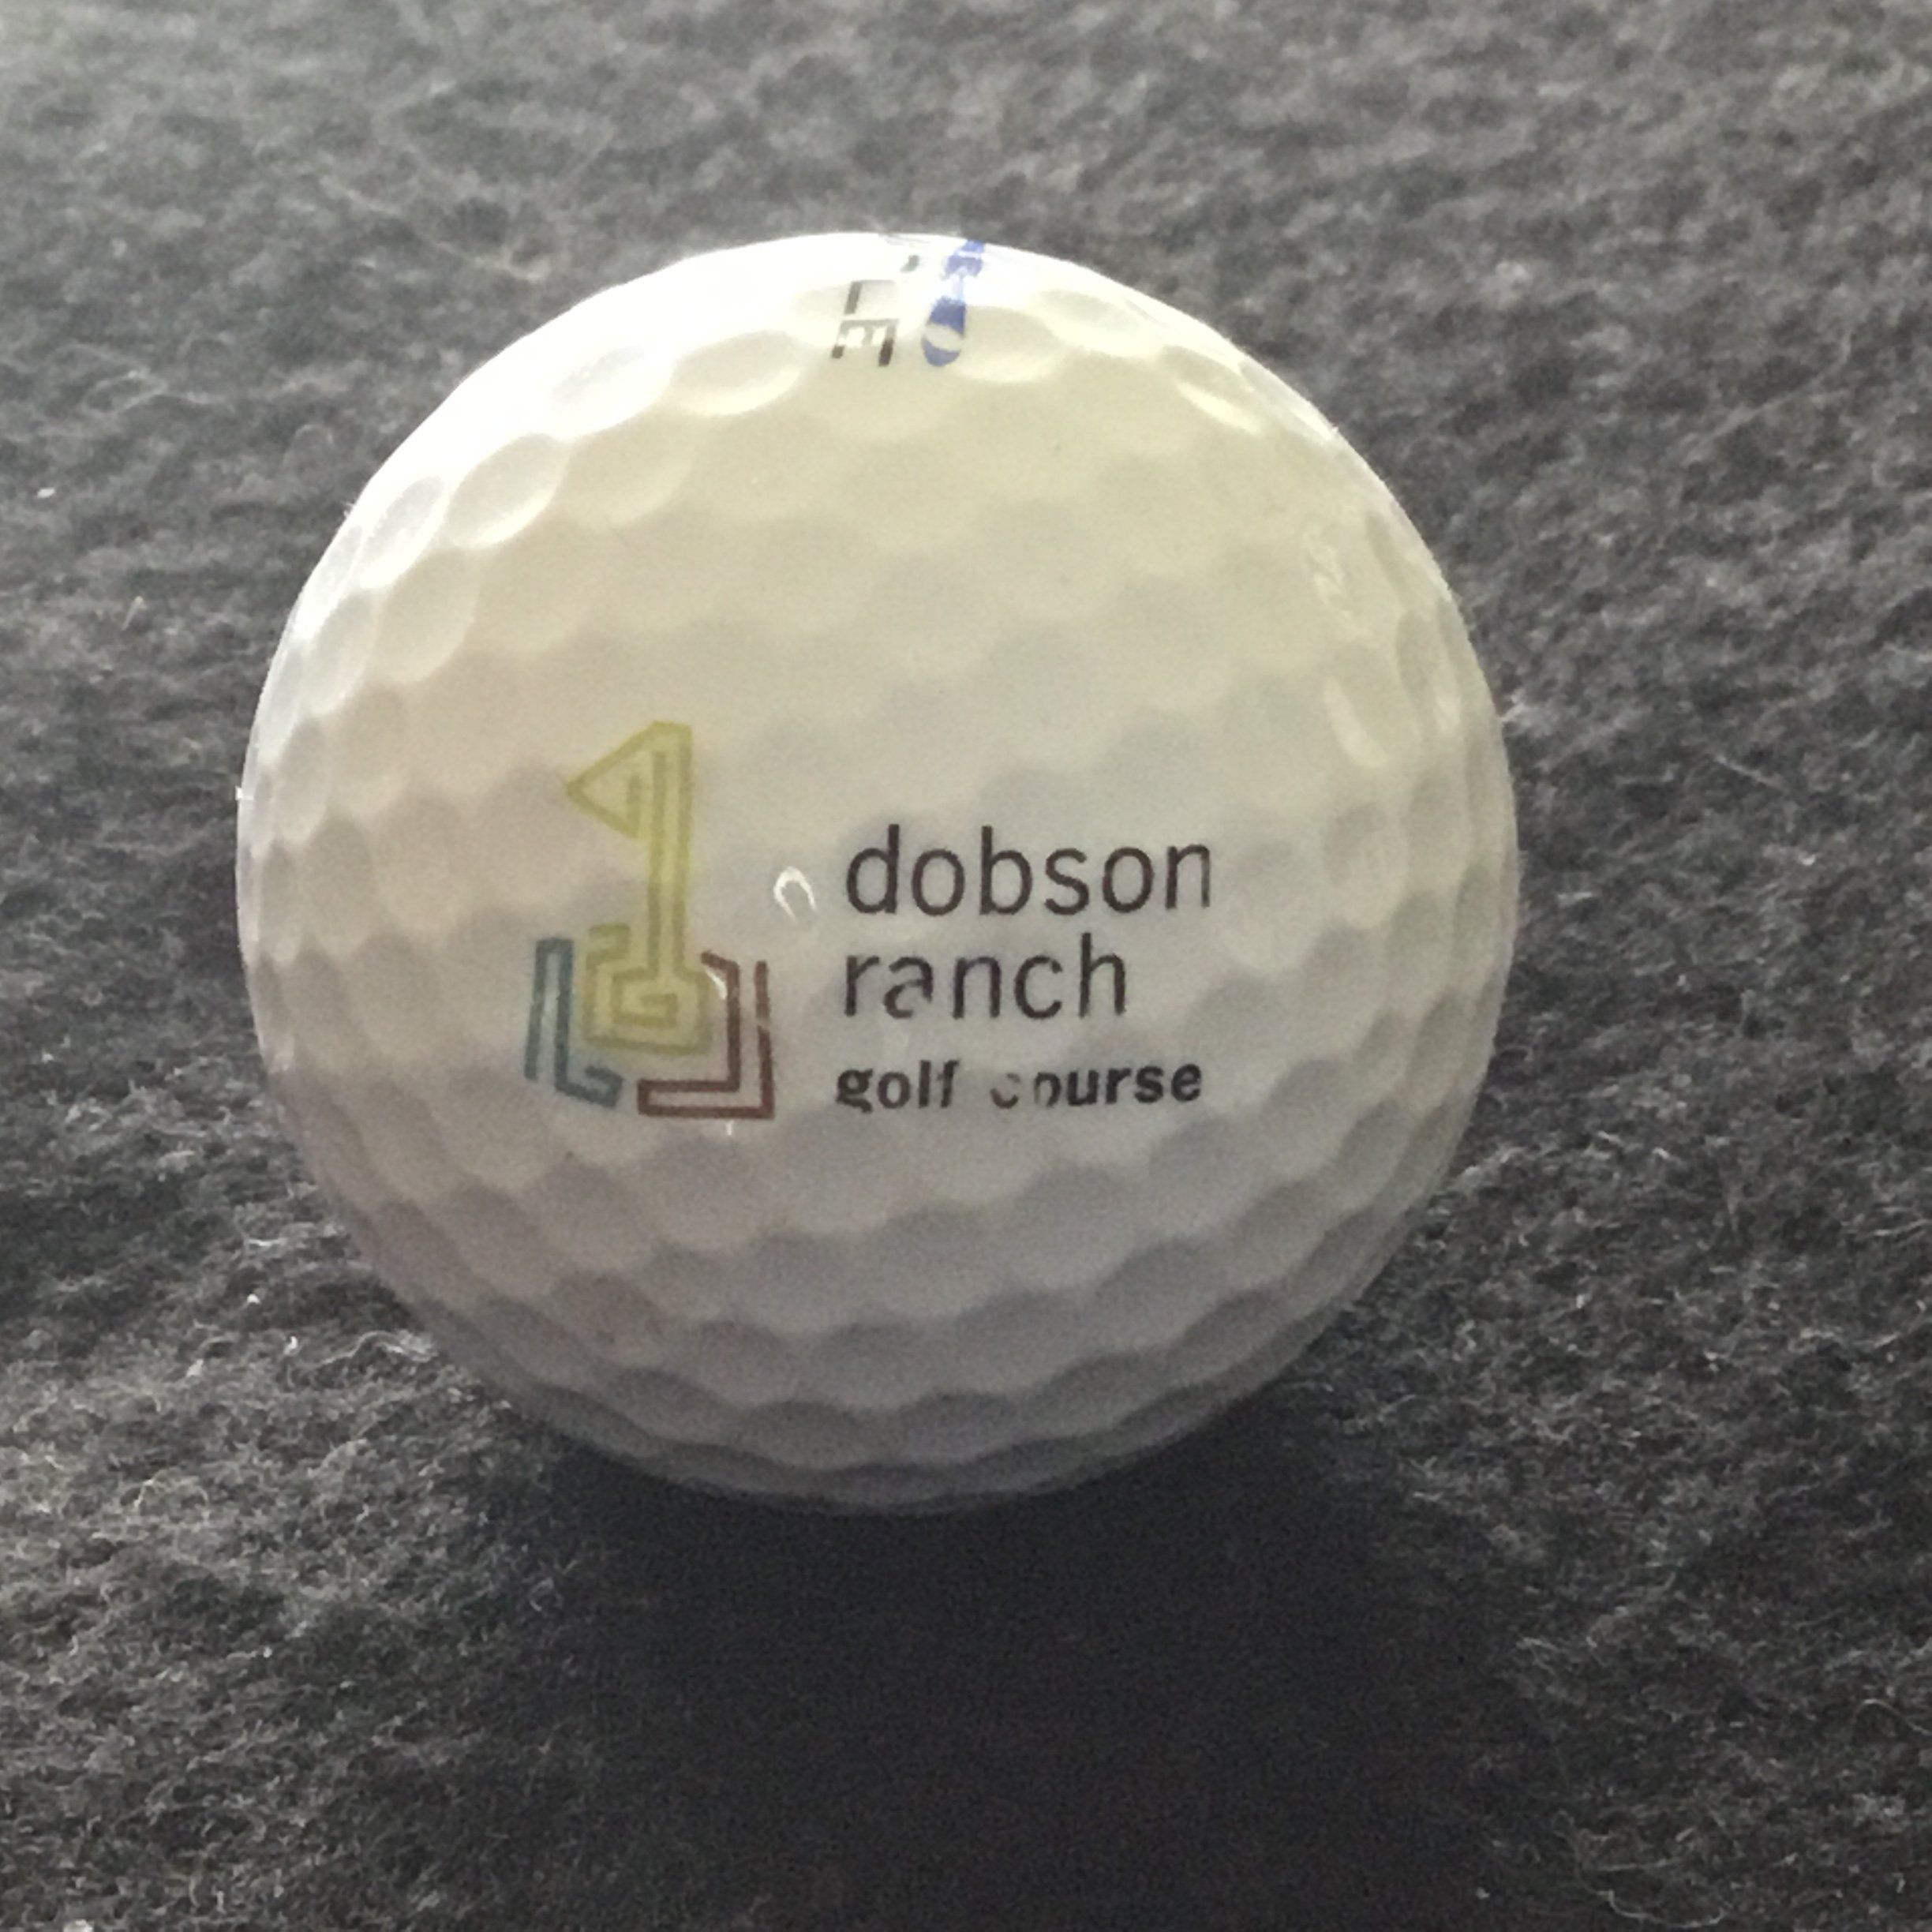 dobson
ranch
golf course